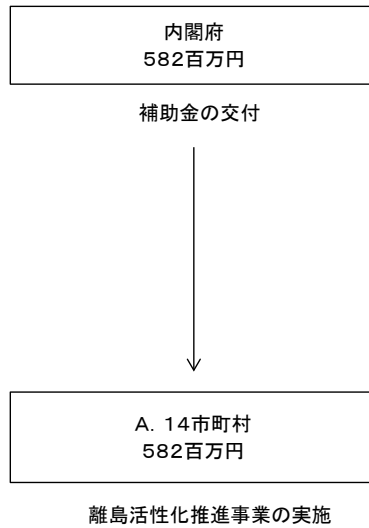 内閣府
582百万円
補助金の交付
A. 14市町村
582百万円
離島活性化推進事業の実施